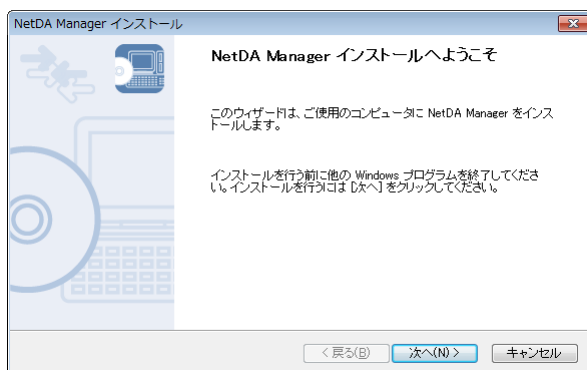 NetDA Manager インストール
NetDA Manager インストールへようこそ
このウィザードは、ご使用のコンピュータに NetDA Manager をインス
トールします。
インストールを行う前に他の Windows プログラムを終了してくださ
い。インストールを行うには [次へ] をクリックしてください。
< 戻る(B)
次へ(N) >
キャンセル